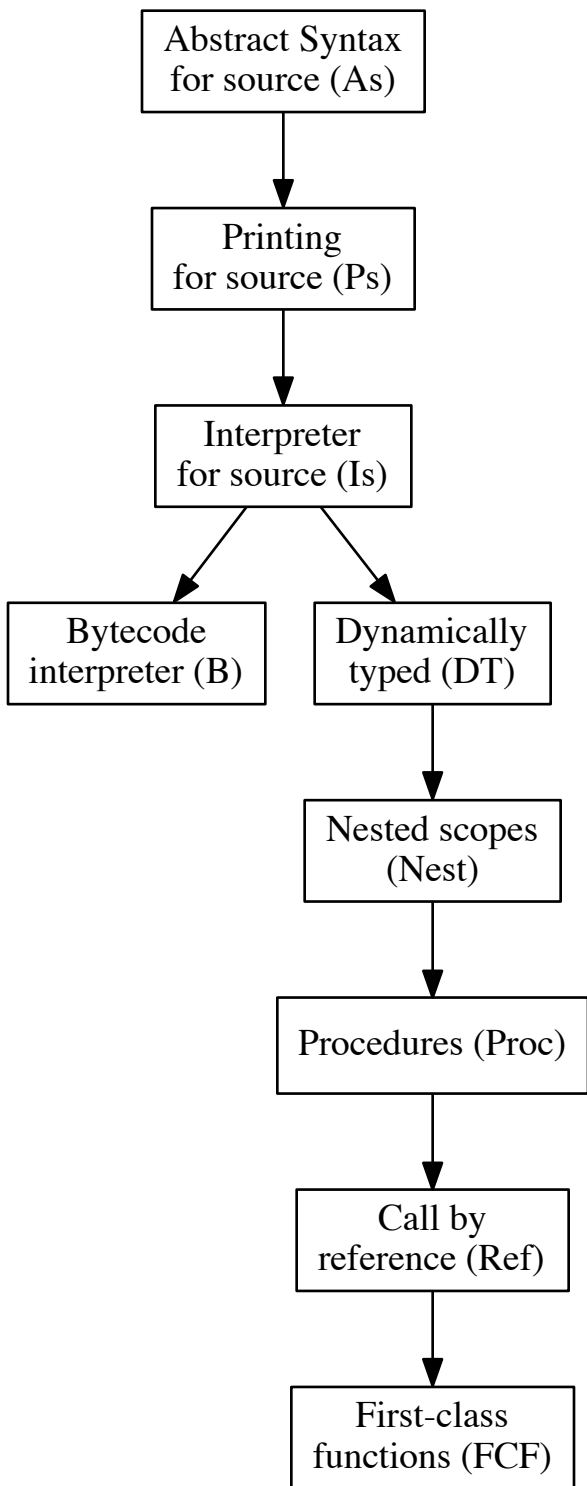 Abstract Syntax
for source (As)
Printing
for source (Ps)
Interpreter
for source (Is)
Bytecode
interpreter (B)
Dynamically
typed (DT)
Nested scopes
(Nest)
Procedures (Proc)
Call by
reference (Ref)
First-class
functions (FCF)